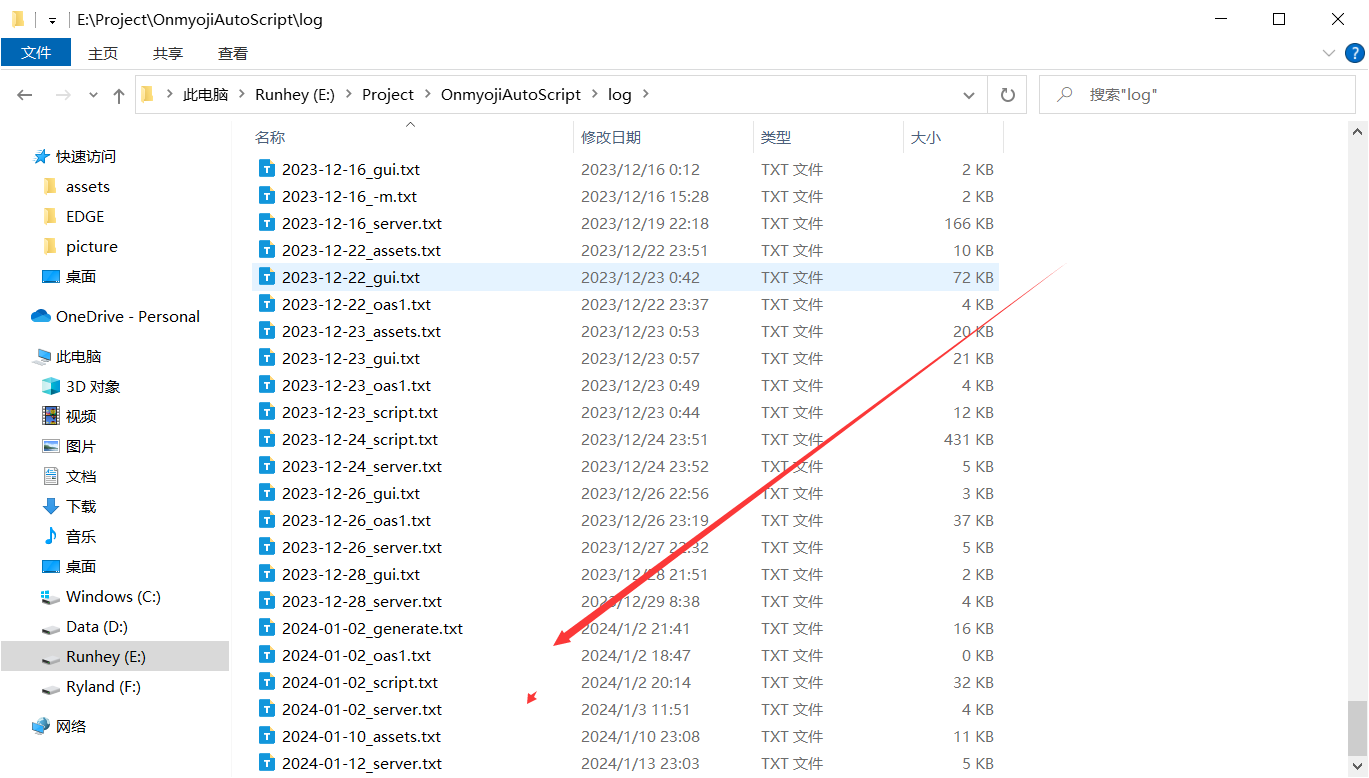 E:\Project\OnmyojiAutoScript\log
文件 主页 共享 查看
此电脑 Runhey (E:) Project OnmyojiAutoScript log 搜索"log"
名称 修改日期 类型 大小
快速访问
assets
EDGE
picture
桌面
OneDrive - Personal
此电脑
3D 对象
视频
图片
文档
下载
音乐
桌面
Windows (C:)
Data (D:)
Runhey (E:)
Ryland (F:)
网络
2023-12-16_gui.txt 2023/12/16 0:12 TXT 文件 2 KB
2023-12-16_-m.txt 2023/12/16 15:28 TXT 文件 2 KB
2023-12-16_server.txt 2023/12/19 22:18 TXT 文件 166 KB
2023-12-22_assets.txt 2023/12/22 23:51 TXT 文件 10 KB
2023-12-22_gui.txt 2023/12/23 0:42 TXT 文件 72 KB
2023-12-22_oas1.txt 2023/12/22 23:37 TXT 文件 4 KB
2023-12-23_assets.txt 2023/12/23 0:53 TXT 文件 20 KB
2023-12-23_gui.txt 2023/12/23 0:57 TXT 文件 21 KB
2023-12-23_oas1.txt 2023/12/23 0:49 TXT 文件 4 KB
2023-12-23_script.txt 2023/12/23 0:44 TXT 文件 12 KB
2023-12-24_script.txt 2023/12/24 23:51 TXT 文件 431 KB
2023-12-24_server.txt 2023/12/24 23:52 TXT 文件 5 KB
2023-12-26_gui.txt 2023/12/26 22:56 TXT 文件 3 KB
2023-12-26_oas1.txt 2023/12/26 23:19 TXT 文件 37 KB
2023-12-26_server.txt 2023/12/27 22:32 TXT 文件 5 KB
2023-12-28_gui.txt 2023/12/28 21:51 TXT 文件 2 KB
2023-12-28_server.txt 2023/12/29 8:38 TXT 文件 4 KB
2024-01-02_generate.txt 2024/1/2 21:41 TXT 文件 16 KB
2024-01-02_oas1.txt 2024/1/2 18:47 TXT 文件 0 KB
2024-01-02_script.txt 2024/1/2 20:14 TXT 文件 32 KB
2024-01-02_server.txt 2024/1/3 11:51 TXT 文件 4 KB
2024-01-10_assets.txt 2024/1/10 23:08 TXT 文件 11 KB
2024-01-12_server.txt 2024/1/13 23:03 TXT 文件 5 KB